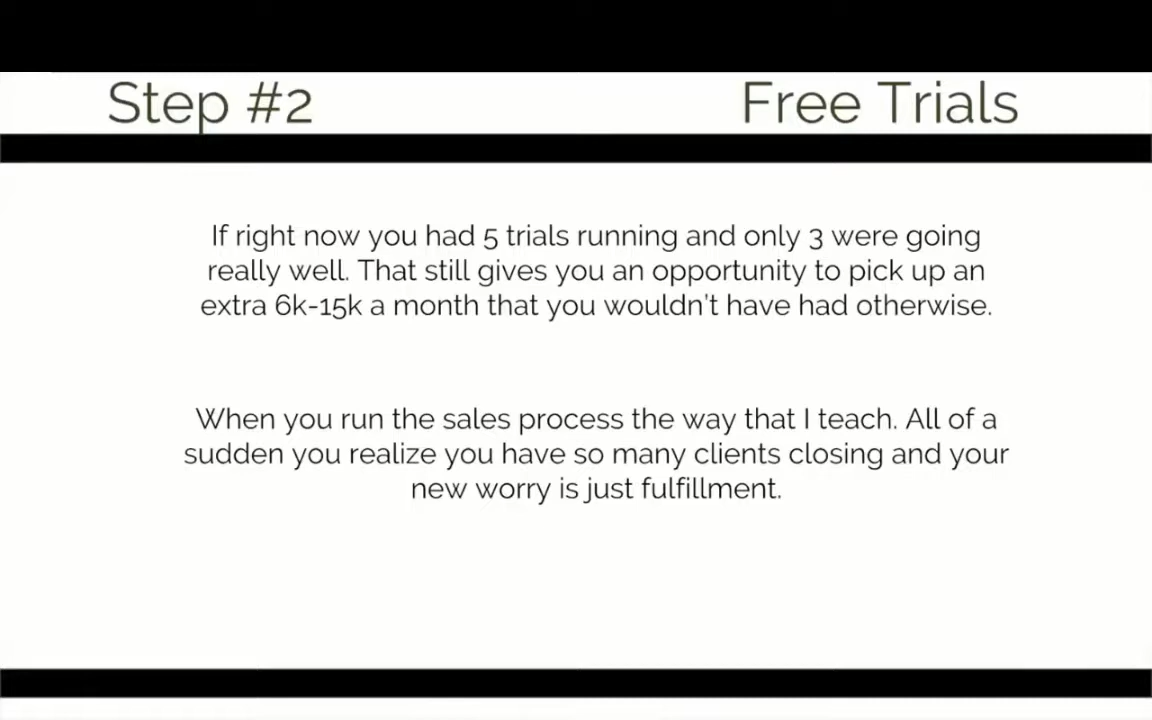 Step #2
Free Trials
If right now you had 5 trials running and only 3 were going
really well. That still gives you an opportunity to pick up an
extra 6k-15k a month that you wouldn't have had otherwise.
When you run the sales process the way that I teach. All of a
sudden you realize you have so many clients closing and your
new worry is just fulfillment.